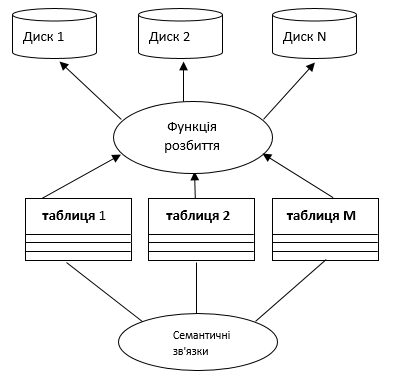 Диск 1
Диск 2
Диск N
Функція
розбиття
таблиця 1
таблиця 2
таблиця М
Семантичні
зв'язки